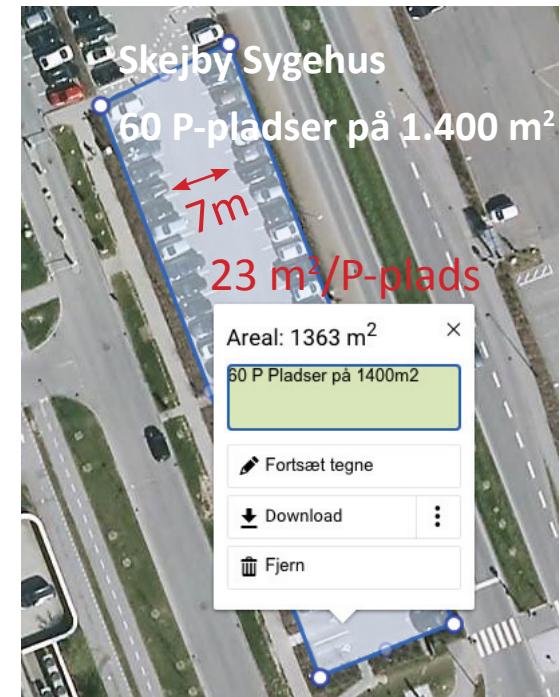 Skejby Sygehus
60 P-pladser på 1.400 m²
7m
23 m²/P-plads
Areal: 1363 m²
60 P Pladser på 1400m2
Fortsæt tegne
Download
Fjern